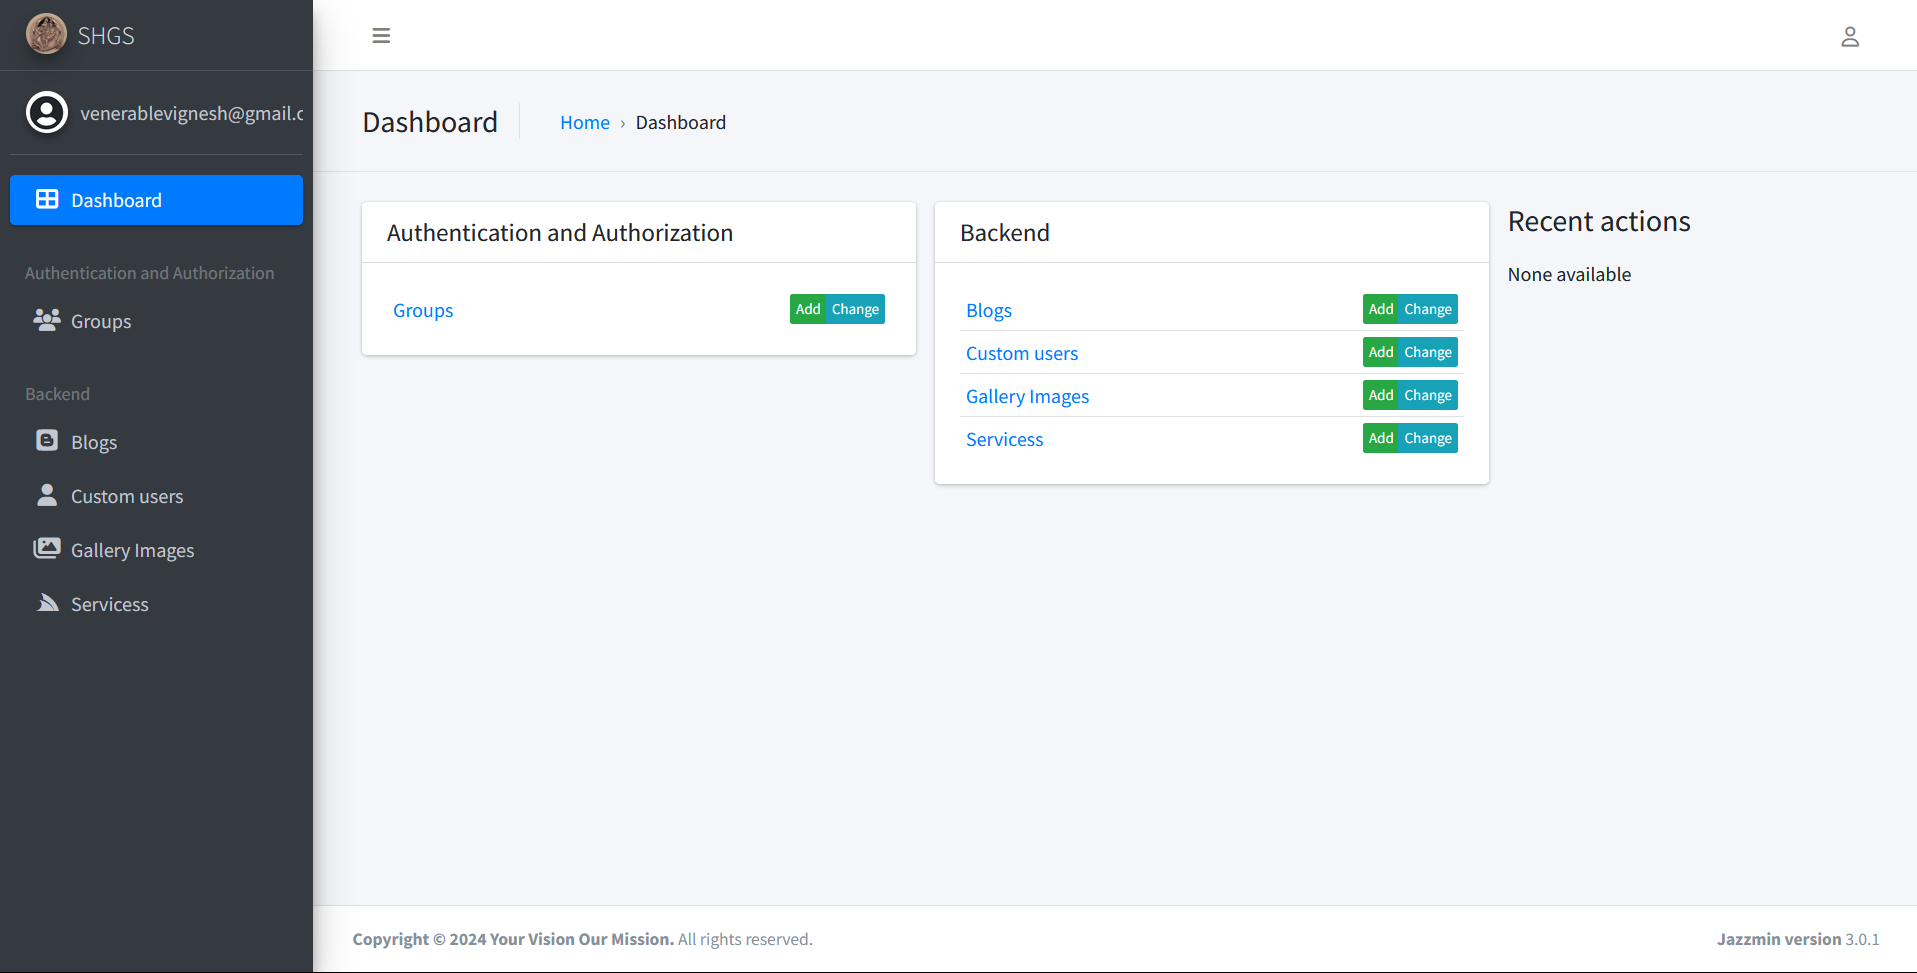 SHGS
venerablevignesh@gmail.c
Dashboard
Authentication and Authorization
Groups
Backend
Blogs
Custom users
Gallery Images
Servicess
Dashboard
Home › Dashboard
Authentication and Authorization
Groups Add Change
Backend
Blogs Add Change
Custom users Add Change
Gallery Images Add Change
Servicess Add Change
Recent actions
None available
Copyright © 2024 Your Vision Our Mission. All rights reserved.
Jazzmin version 3.0.1